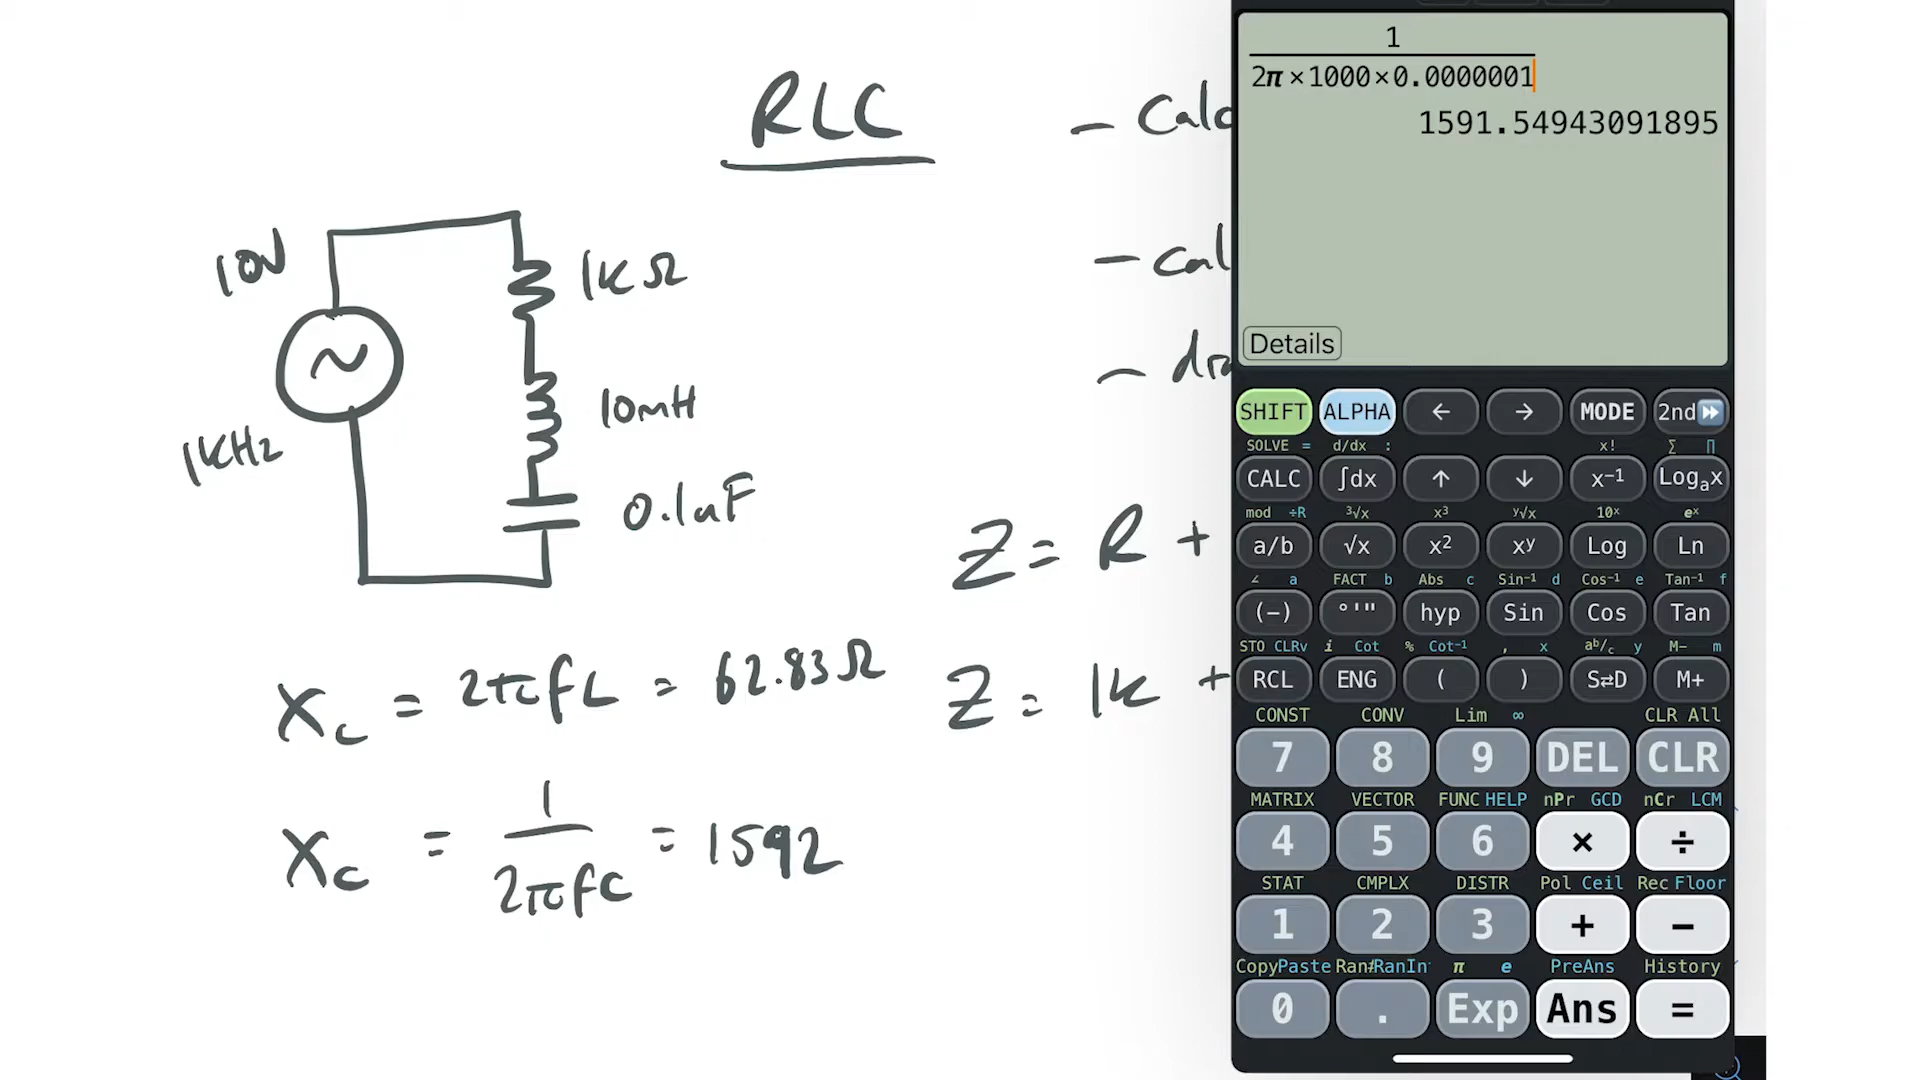 RLC
10V
1KHz
1KΩ
10mH
0.1uF
Xc = 2πfL = 62.83Ω
Xc = 1 / 2πfC = 1592
– Calc
– cal
– dra
Z = R +
Z = 1K +
1
2π×1000×0.0000001
1591.54943091895
Details
SHIFT ALPHA ← → MODE 2nd⏩
SOLVE = d/dx : x! ∑ ∏
CALC ∫dx ↑ ↓ x⁻¹ Logₐx
mod ÷R ³√x x³ ʸ√x 10ˣ eˣ
a/b √x x² xʸ Log Ln
∠ a FACT b Abs c Sin⁻¹ d Cos⁻¹ e Tan⁻¹ f
(−) °'" hyp Sin Cos Tan
STO CLRv i Cot % Cot⁻¹ , x aᵇ/c y M− m
RCL ENG ( ) S⇄D M+
CONST CONV Lim ∞ CLR All
7 8 9 DEL CLR
MATRIX VECTOR FUNC HELP nPr GCD nCr LCM
4 5 6 × ÷
STAT CMPLX DISTR Pol Ceil Rec Floor
1 2 3 + −
Copy Paste Ran# RanIn π e PreAns History
0 . Exp Ans =